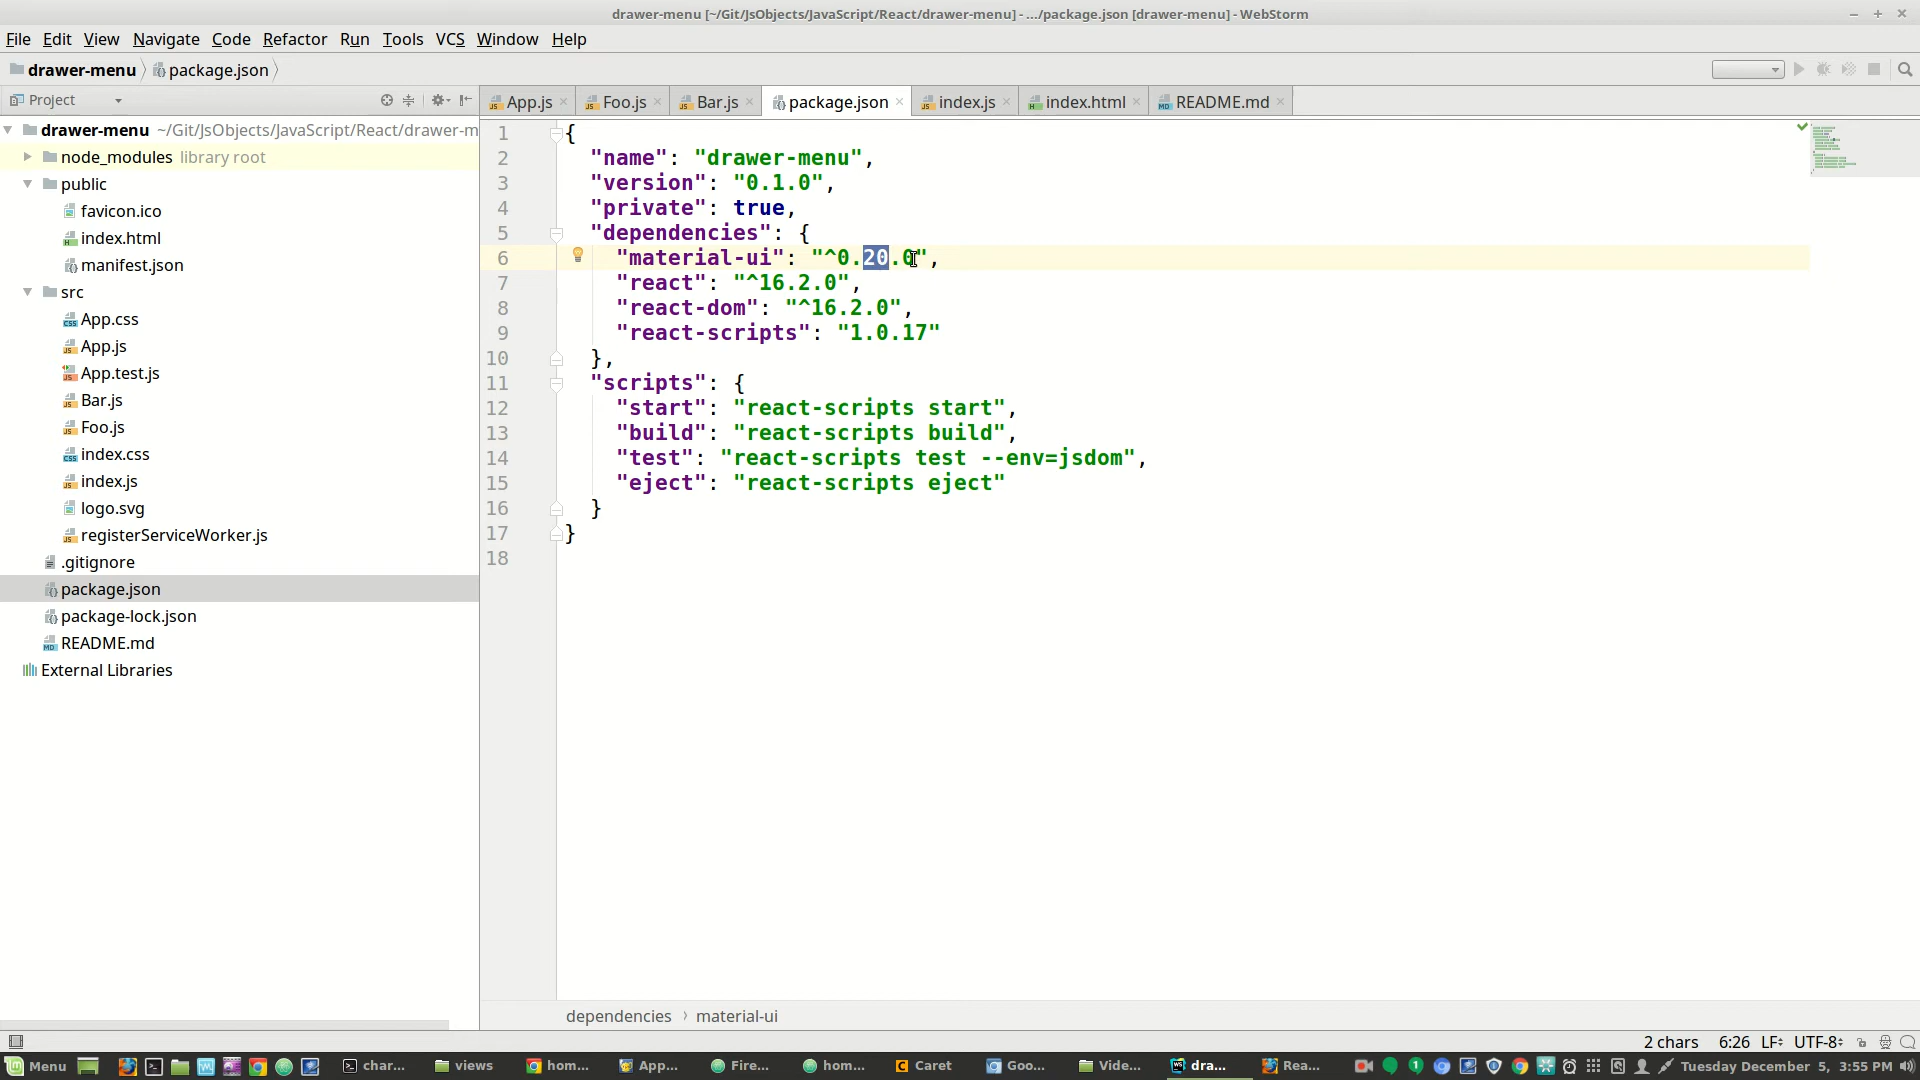 drawer-menu [~/Git/JsObjects/JavaScript/React/drawer-menu] - .../package.json [drawer-menu] - WebStorm
File Edit View Navigate Code Refactor Run Tools VCS Window Help
drawer-menu package.json
Project
App.js Foo.js Bar.js package.json index.js index.html README.md
drawer-menu ~/Git/JsObjects/JavaScript/React/drawer-m
node_modules library root
public
favicon.ico
index.html
manifest.json
src
App.css
App.js
App.test.js
Bar.js
Foo.js
index.css
index.js
logo.svg
registerServiceWorker.js
.gitignore
package.json
package-lock.json
README.md
External Libraries
1 {
2 "name": "drawer-menu",
3 "version": "0.1.0",
4 "private": true,
5 "dependencies": {
6 "material-ui": "^0.20.0",
7 "react": "^16.2.0",
8 "react-dom": "^16.2.0",
9 "react-scripts": "1.0.17"
10 },
11 "scripts": {
12 "start": "react-scripts start",
13 "build": "react-scripts build",
14 "test": "react-scripts test --env=jsdom",
15 "eject": "react-scripts eject"
16 }
17 }
18
dependencies › material-ui
2 chars 6:26 LF÷ UTF-8÷
Menu char... views hom... App... Fire... hom... Caret Goo... Vide... dra... Rea... Tuesday December 5, 3:55 PM